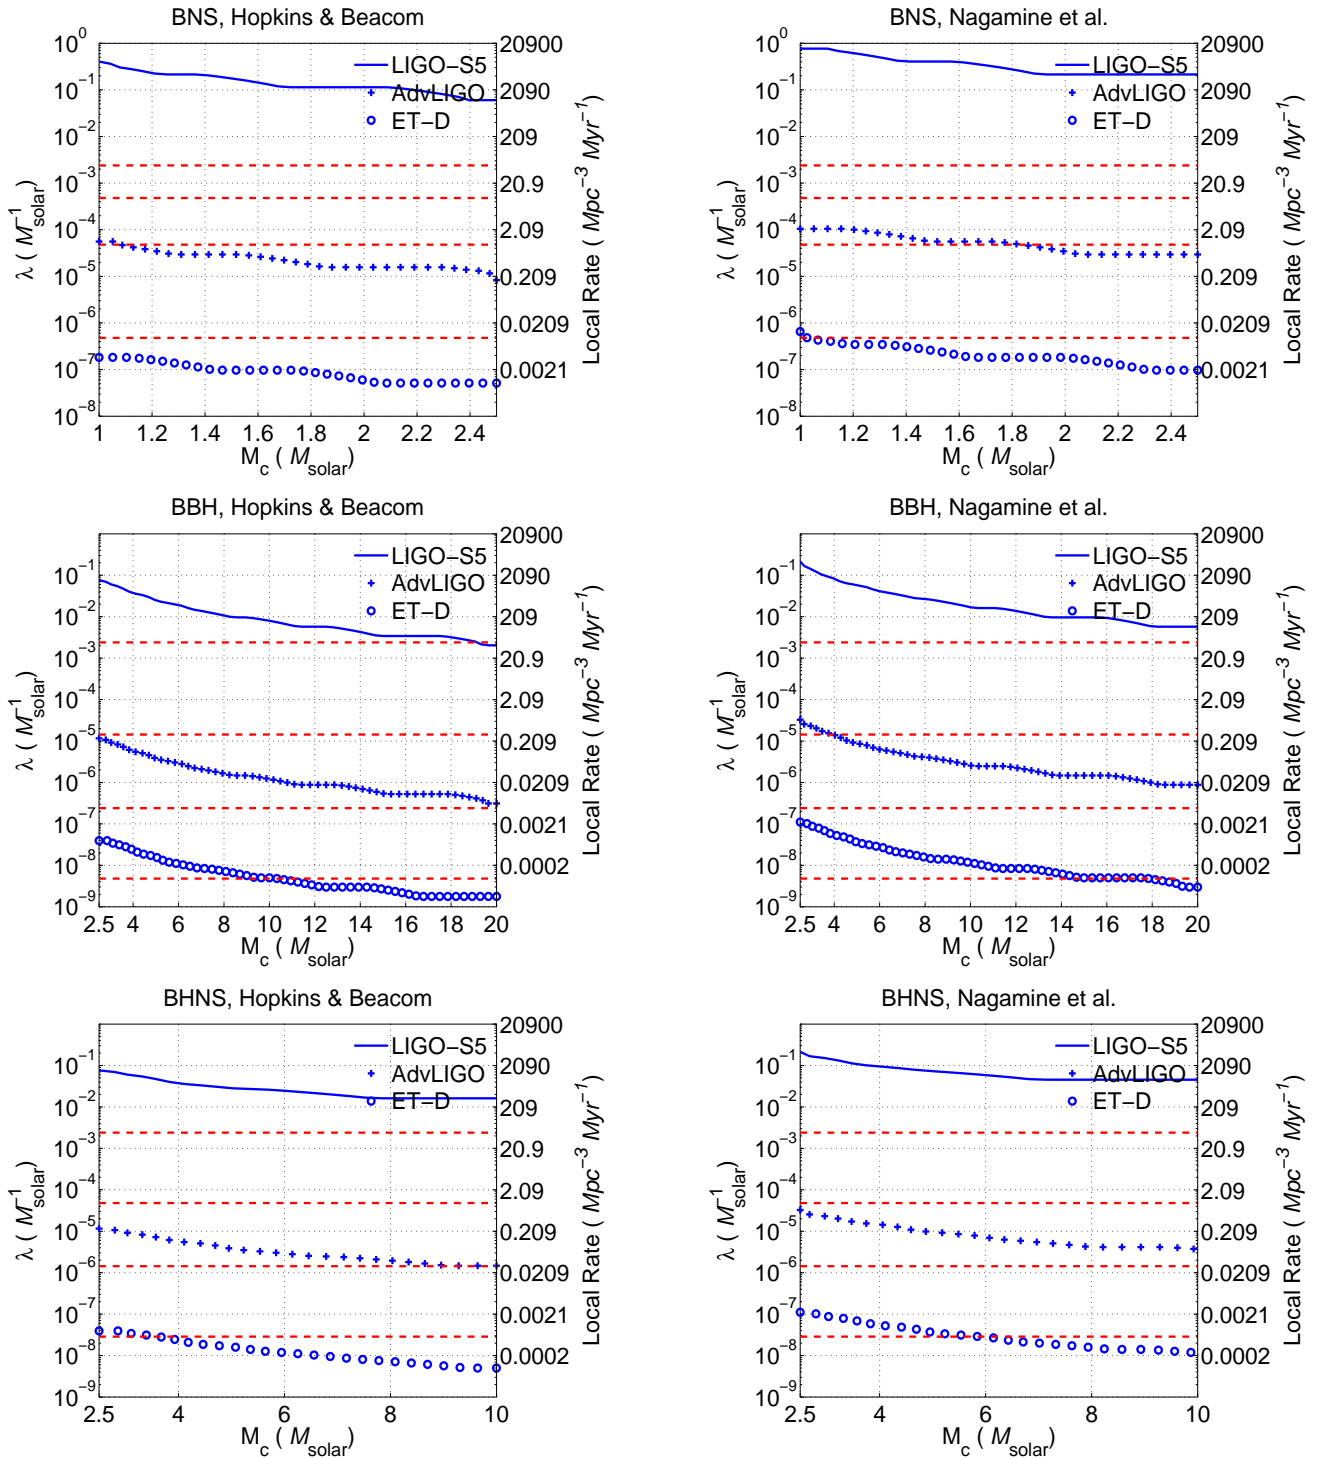 BNS, Hopkins & Beacom
10^0
10^−1
10^−2
10^−3
10^−4
10^−5
10^−6
10^−7
10^−8
λ ( M^−1_solar)
20900
2090
209
20.9
2.09
0.209
0.0209
0.0021
Local Rate ( Mpc^−3 Myr^−1)
LIGO−S5
AdvLIGO
ET−D
1 1.2 1.4 1.6 1.8 2 2.2 2.4
M_c ( M_solar)
BNS, Nagamine et al.
10^0
10^−1
10^−2
10^−3
10^−4
10^−5
10^−6
10^−7
10^−8
λ ( M^−1_solar)
20900
2090
209
20.9
2.09
0.209
0.0209
0.0021
Local Rate ( Mpc^−3 Myr^−1)
LIGO−S5
AdvLIGO
ET−D
1 1.2 1.4 1.6 1.8 2 2.2 2.4
M_c ( M_solar)
BBH, Hopkins & Beacom
10^−1
10^−2
10^−3
10^−4
10^−5
10^−6
10^−7
10^−8
10^−9
λ ( M^−1_solar)
20900
2090
209
20.9
2.09
0.209
0.0209
0.0021
0.0002
Local Rate ( Mpc^−3 Myr^−1)
LIGO−S5
AdvLIGO
ET−D
2.5 4 6 8 10 12 14 16 18 20
M_c ( M_solar)
BBH, Nagamine et al.
10^−1
10^−2
10^−3
10^−4
10^−5
10^−6
10^−7
10^−8
10^−9
λ ( M^−1_solar)
20900
2090
209
20.9
2.09
0.209
0.0209
0.0021
0.0002
Local Rate ( Mpc^−3 Myr^−1)
LIGO−S5
AdvLIGO
ET−D
2.5 4 6 8 10 12 14 16 18 20
M_c ( M_solar)
BHNS, Hopkins & Beacom
10^−1
10^−2
10^−3
10^−4
10^−5
10^−6
10^−7
10^−8
10^−9
λ ( M^−1_solar)
20900
2090
209
20.9
2.09
0.209
0.0209
0.0021
0.0002
Local Rate ( Mpc^−3 Myr^−1)
LIGO−S5
AdvLIGO
ET−D
2.5 4 6 8 10
M_c ( M_solar)
BHNS, Nagamine et al.
10^−1
10^−2
10^−3
10^−4
10^−5
10^−6
10^−7
10^−8
10^−9
λ ( M^−1_solar)
20900
2090
209
20.9
2.09
0.209
0.0209
0.0021
0.0002
Local Rate ( Mpc^−3 Myr^−1)
LIGO−S5
AdvLIGO
ET−D
2.5 4 6 8 10
M_c ( M_solar)